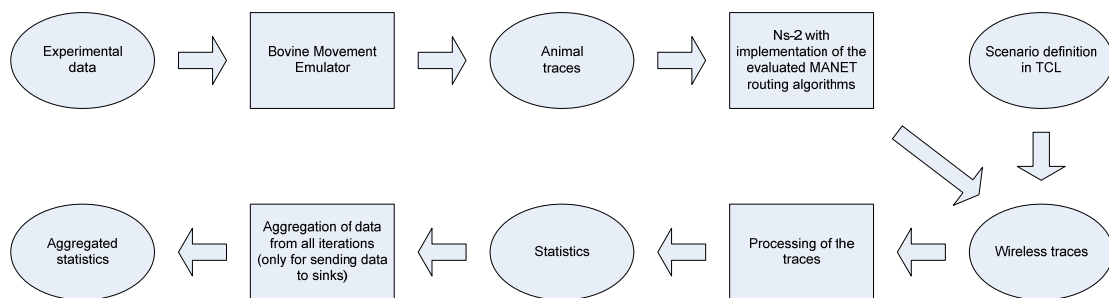 Experimental
data
Bovine Movement
Emulator
Animal
traces
Ns-2 with
implementation of the
evaluated MANET
routing algorithms
Scenario definition
in TCL
Aggregated
statistics
Aggregation of data
from all iterations
(only for sending data
to sinks)
Statistics
Processing of the
traces
Wireless traces